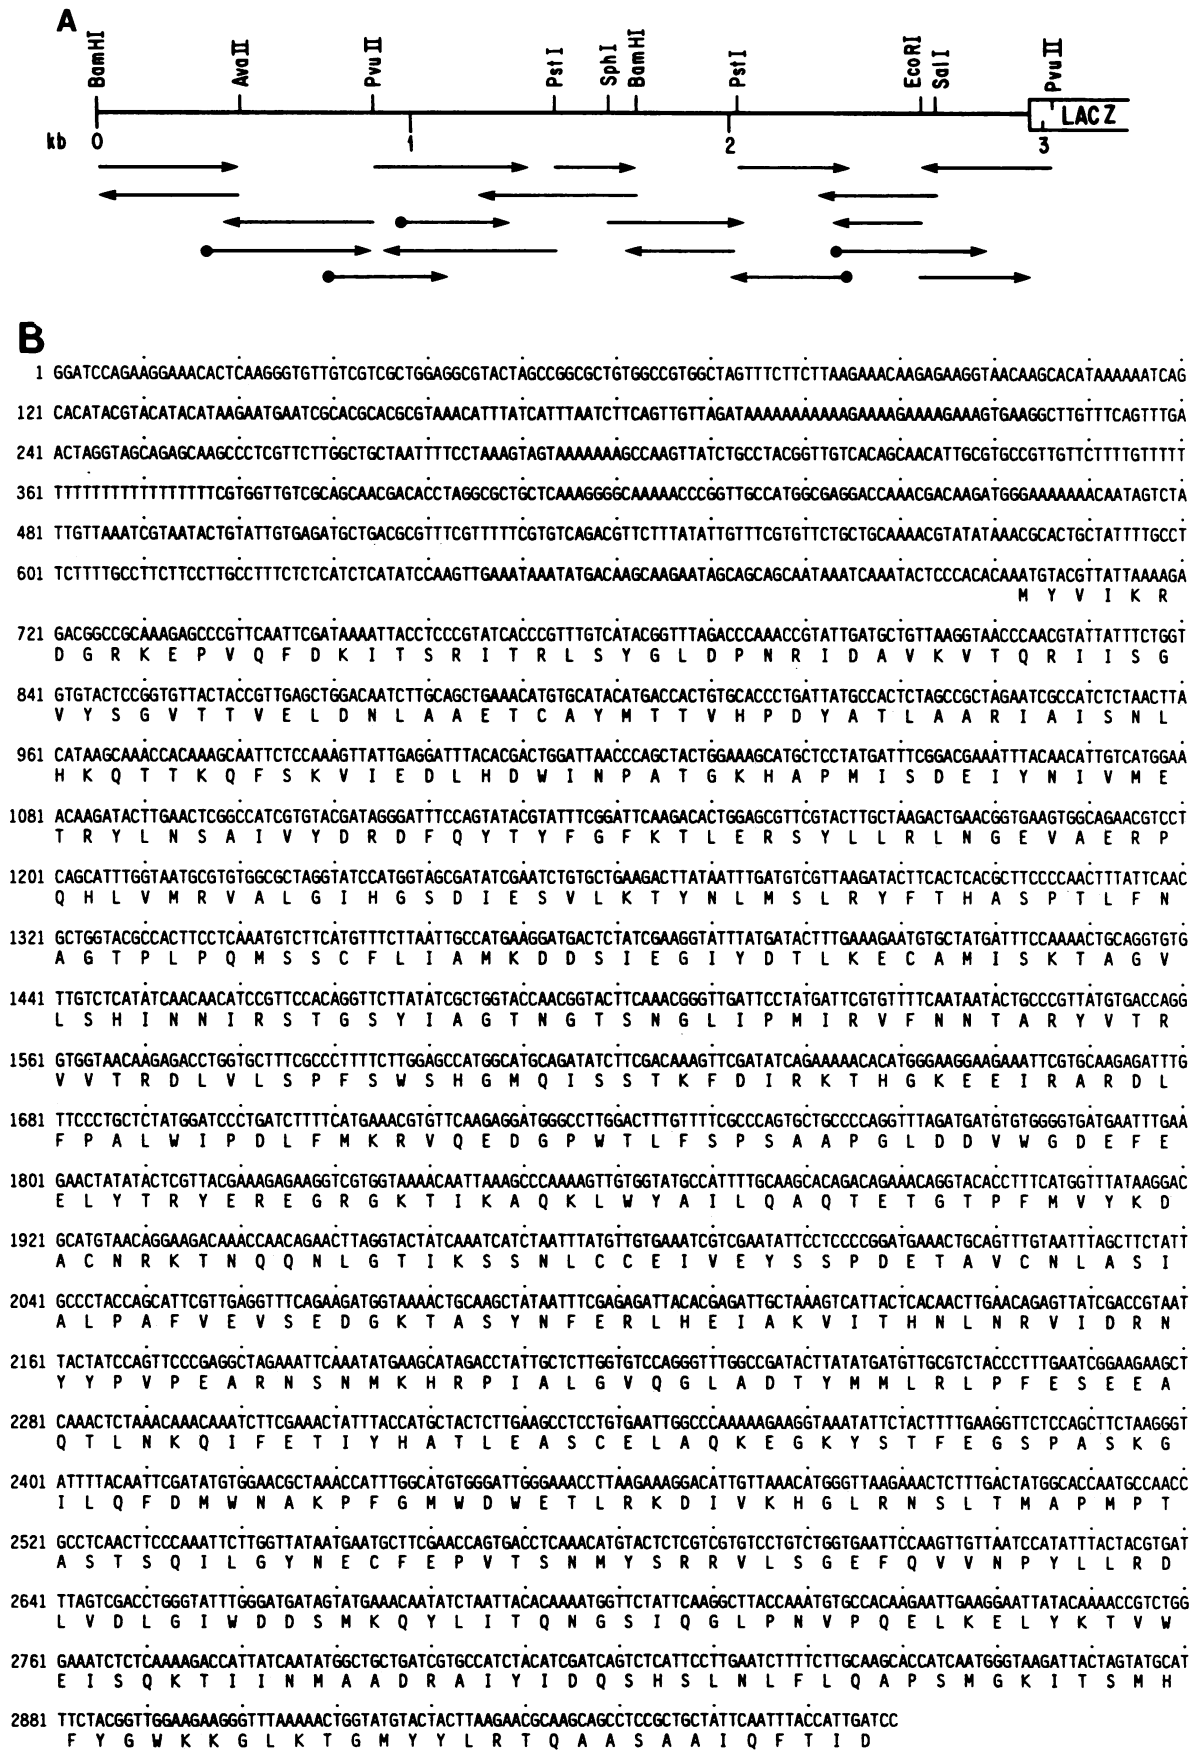 A
BamHI
AvaII
PvuII
PstI
SphI
BamHI
PstI
EcoRI
SalI
PvuII
LACZ
kb 0 1 2 3
B
1 GGATCCAGAAGGAAACACTCAAGGGTGTTGTCGTCGCTGGAGGCGTACTAGCCGGCGCTGTGGCCGTGGCTAGTTTCTTCTTAAGAAACAAGAGAAGGTAACAAGCACATAAAAAATCAG
121 CACATACGTACATACATAAGAATGAATCGCACGCACGCGTAAACATTTATCATTTAATCTTCAGTTGTTAGATAAAAAAAAAAAAGAAAAGAAAAGAAAGTGAAGGCTTGTTTCAGTTTGA
241 ACTAGGTAGCAGAGCAAGCCCTCGTTCTTGGCTGCTAATTTTCCTAAAGTAGTAAAAAAAGCCAAGTTATCTGCCTACGGTTGTCACAGCAACATTGCGTGCCGTTGTTCTTTTGTTTTT
361 TTTTTTTTTTTTTTTTTCGTGGTTGTCGCAGCAACGACACCTAGGCGCTGCTCAAAGGGGCAAAAACCCGGTTGCCATGGCGAGGACCAAACGACAAGATGGGAAAAAAACAATAGTCTA
481 TTGTTAAATCGTAATACTGTATTGTGAGATGCTGACGCGTTTCGTTTTTCGTGTCAGACGTTCTTTATATTGTTTCGTGTTCTGCTGCAAAACGTATATAAACGCACTGCTATTTTGCCT
601 TCTTTTGCCTTCTTCCTTGCCTTTCTCTCATCTCATATCCAAGTTGAAATAAATATGACAAGCAAGAATAGCAGCAGCAATAAATCAAATACTCCCACACAAATGTACGTTATTAAAAGA
M Y V I K R
721 GACGGCCGCAAAGAGCCCGTTCAATTCGATAAAATTACCTCCCGTATCACCCGTTTGTCATACGGTTTAGACCCAAACCGTATTGATGCTGTTAAGGTAACCCAACGTATTATTTCTGGT
D G R K E P V Q F D K I T S R I T R L S Y G L D P N R I D A V K V T Q R I I S G
841 GTGTACTCCGGTGTTACTACCGTTGAGCTGGACAATCTTGCAGCTGAAACATGTGCATACATGACCACTGTGCACCCTGATTATGCCACTCTAGCCGCTAGAATCGCCATCTCTAACTTA
V Y S G V T T V E L D N L A A E T C A Y M T T V H P D Y A T L A A R I A I S N L
961 CATAAGCAAACCACAAAGCAATTCTCCAAAGTTATTGAGGATTTACACGACTGGATTAACCCAGCTACTGGAAAGCATGCTCCTATGATTTCGGACGAAATTTACAACATTGTCATGGAA
H K Q T T K Q F S K V I E D L H D W I N P A T G K H A P M I S D E I Y N I V M E
1081 ACAAGATACTTGAACTCGGCCATCGTGTACGATAGGGATTTCCAGTATACGTATTTCGGATTCAAGACACTGGAGCGTTCGTACTTGCTAAGACTGAACGGTGAAGTGGCAGAACGTCCT
T R Y L N S A I V Y D R D F Q Y T Y F G F K T L E R S Y L L R L N G E V A E R P
1201 CAGCATTTGGTAATGCGTGTGGCGCTAGGTATCCATGGTAGCGATATCGAATCTGTGCTGAAGACTTATAATTTGATGTCGTTAAGATACTTCACTCACGCTTCCCCAACTTTATTCAAC
Q H L V M R V A L G I H G S D I E S V L K T Y N L M S L R Y F T H A S P T L F N
1321 GCTGGTACGCCACTTCCTCAAATGTCTTCATGTTTCTTAATTGCCATGAAGGATGACTCTATCGAAGGTATTTATGATACTTTGAAAGAATGTGCTATGATTTCCAAAACTGCAGGTGTG
A G T P L P Q M S S C F L I A M K D D S I E G I Y D T L K E C A M I S K T A G V
1441 TTGTCTCATATCAACAACATCCGTTCCACAGGTTCTTATATCGCTGGTACCAACGGTACTTCAAACGGGTTGATTCCTATGATTCGTGTTTTCAATAATACTGCCCGTTATGTGACCAGG
L S H I N N I R S T G S Y I A G T N G T S N G L I P M I R V F N N T A R Y V T R
1561 GTGGTAACAAGAGACCTGGTGCTTTCGCCCTTTTCTTGGAGCCATGGCATGCAGATATCTTCGACAAAGTTCGATATCAGAAAAACACATGGGAAGGAAGAAATTCGTGCAAGAGATTTG
V V T R D L V L S P F S W S H G M Q I S S T K F D I R K T H G K E E I R A R D L
1681 TTCCCTGCTCTATGGATCCCTGATCTTTTCATGAAACGTGTTCAAGAGGATGGGCCTTGGACTTTGTTTTCGCCCAGTGCTGCCCCAGGTTTAGATGATGTGTGGGGTGATGAATTTGAA
F P A L W I P D L F M K R V Q E D G P W T L F S P S A A P G L D D V W G D E F E
1801 GAACTATATACTCGTTACGAAAGAGAAGGTCGTGGTAAAACAATTAAAGCCCAAAAGTTGTGGTATGCCATTTTGCAAGCACAGACAGAAACAGGTACACCTTTCATGGTTTATAAGGAC
E L Y T R Y E R E G R G K T I K A Q K L W Y A I L Q A Q T E T G T P F M V Y K D
1921 GCATGTAACAGGAAGACAAACCAACAGAACTTAGGTACTATCAAATCATCTAATTTATGTTGTGAAATCGTCGAATATTCCTCCCCGGATGAAACTGCAGTTTGTAATTTAGCTTCTATT
A C N R K T N Q Q N L G T I K S S N L C C E I V E Y S S P D E T A V C N L A S I
2041 GCCCTACCAGCATTCGTTGAGGTTTCAGAAGATGGTAAAACTGCAAGCTATAATTTCGAGAGATTACACGAGATTGCTAAAGTCATTACTCACAACTTGAACAGAGTTATCGACCGTAAT
A L P A F V E V S E D G K T A S Y N F E R L H E I A K V I T H N L N R V I D R N
2161 TACTATCCAGTTCCCGAGGCTAGAAATTCAAATATGAAGCATAGACCTATTGCTCTTGGTGTCCAGGGTTTGGCCGATACTTATATGATGTTGCGTCTACCCTTTGAATCGGAAGAAGCT
Y Y P V P E A R N S N M K H R P I A L G V Q G L A D T Y M M L R L P F E S E E A
2281 CAAACTCTAAACAAACAAATCTTCGAAACTATTTACCATGCTACTCTTGAAGCCTCCTGTGAATTGGCCCAAAAAGAAGGTAAATATTCTACTTTTGAAGGTTCTCCAGCTTCTAAGGGT
Q T L N K Q I F E T I Y H A T L E A S C E L A Q K E G K Y S T F E G S P A S K G
2401 ATTTTACAATTCGATATGTGGAACGCTAAACCATTTGGCATGTGGGATTGGGAAACCTTAAGAAAGGACATTGTTAAACATGGGTTAAGAAACTCTTTGACTATGGCACCAATGCCAACC
I L Q F D M W N A K P F G M W D W E T L R K D I V K H G L R N S L T M A P M P T
2521 GCCTCAACTTCCCAAATTCTTGGTTATAATGAATGCTTCGAACCAGTGACCTCAAACATGTACTCTCGTCGTGTCCTGTCTGGTGAATTCCAAGTTGTTAATCCATATTTACTACGTGAT
A S T S Q I L G Y N E C F E P V T S N M Y S R R V L S G E F Q V V N P Y L L R D
2641 TTAGTCGACCTGGGTATTTGGGATGATAGTATGAAACAATATCTAATTACACAAAATGGTTCTATTCAAGGCTTACCAAATGTGCCACAAGAATTGAAGGAATTATACAAAACCGTCTGG
L V D L G I W D D S M K Q Y L I T Q N G S I Q G L P N V P Q E L K E L Y K T V W
2761 GAAATCTCTCAAAAGACCATTATCAATATGGCTGCTGATCGTGCCATCTACATCGATCAGTCTCATTCCTTGAATCTTTTCTTGCAAGCACCATCAATGGGTAAGATTACTAGTATGCAT
E I S Q K T I I N M A A D R A I Y I D Q S H S L N L F L Q A P S M G K I T S M H
2881 TTCTACGGTTGGAAGAAGGGTTTAAAAACTGGTATGTACTACTTAAGAACGCAAGCAGCCTCCGCTGCTATTCAATTTACCATTGATCC
F Y G W K K G L K T G M Y Y L R T Q A A S A A I Q F T I D